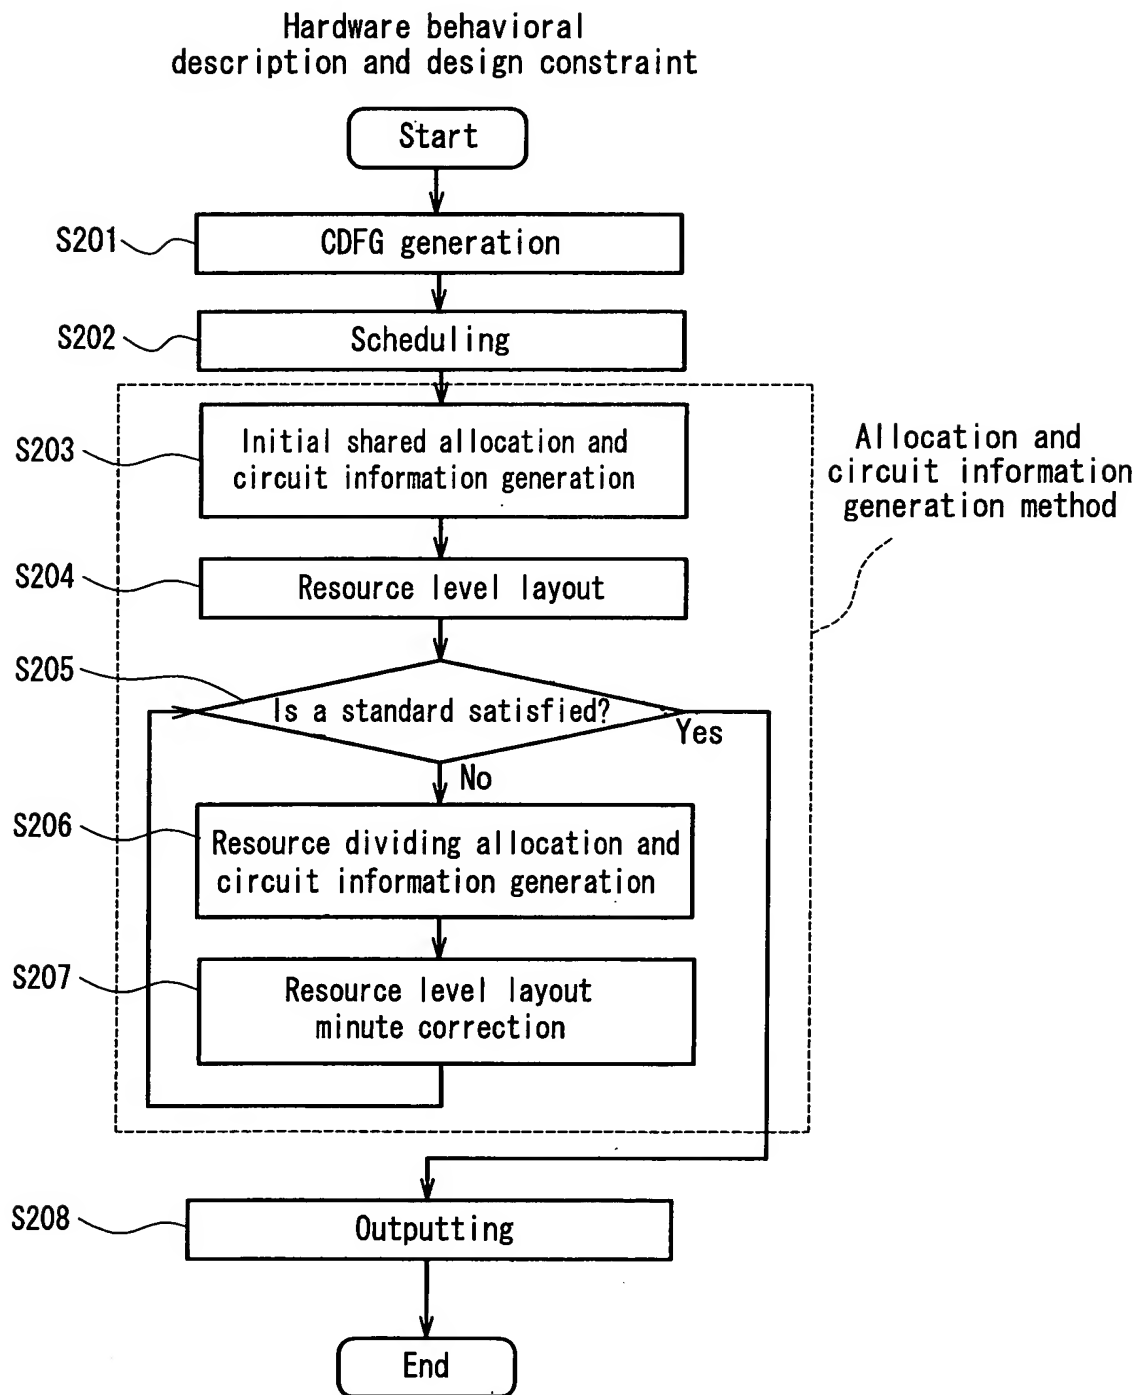 Hardware behavioral
description and design constraint
Start
S201
CDFG generation
S202
Scheduling
S203
Initial shared allocation and
circuit information generation
Allocation and
circuit information
generation method
S204
Resource level layout
S205
Is a standard satisfied?
Yes
No
S206
Resource dividing allocation and
circuit information generation
S207
Resource level layout
minute correction
S208
Outputting
End